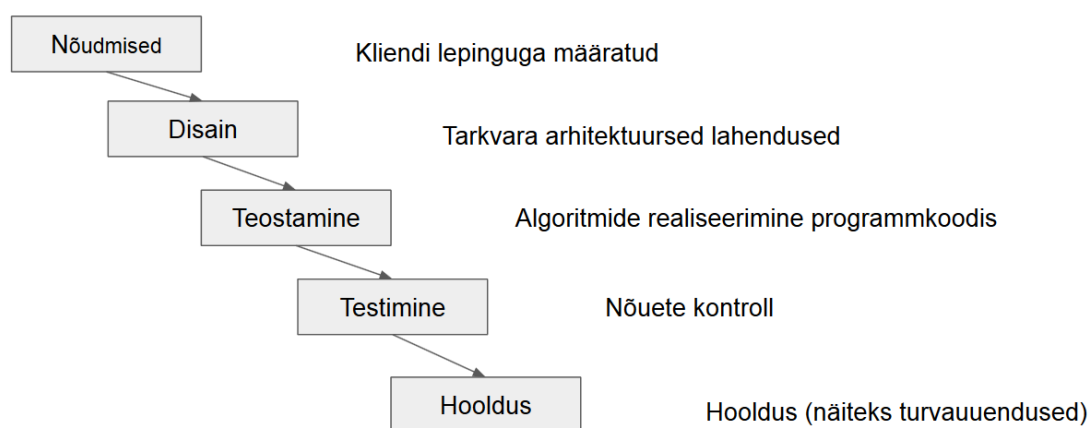 Nõudmised
Kliendi lepinguga määratud
Disain
Tarkvara arhitektuursed lahendused
Teostamine
Algoritmide realiseerimine programmkoodis
Testimine
Nõuete kontroll
Hooldus
Hooldus (näiteks turvauuendused)